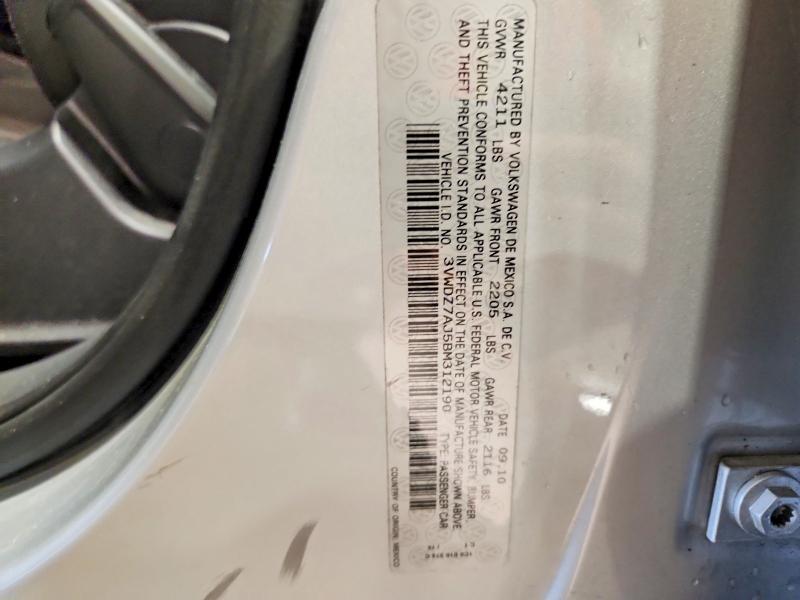 MANUFACTURED BY VOLKSWAGEN DE MEXICO S.A. DE C.V. DATE 09.10
GVWR 4211 LBS GAWR FRONT 2205 LBS GAWR REAR 2116 LBS
THIS VEHICLE CONFORMS TO ALL APPLICABLE U.S. FEDERAL MOTOR VEHICLE SAFETY, BUMPER
AND THEFT PREVENTION STANDARDS IN EFFECT ON THE DATE OF MANUFACTURE SHOWN ABOVE.
VEHICLE I.D. NO. 3VWDZ7AJ5BM312190 TYPE: PASSENGER CAR
COUNTRY OF ORIGIN, MEXICO